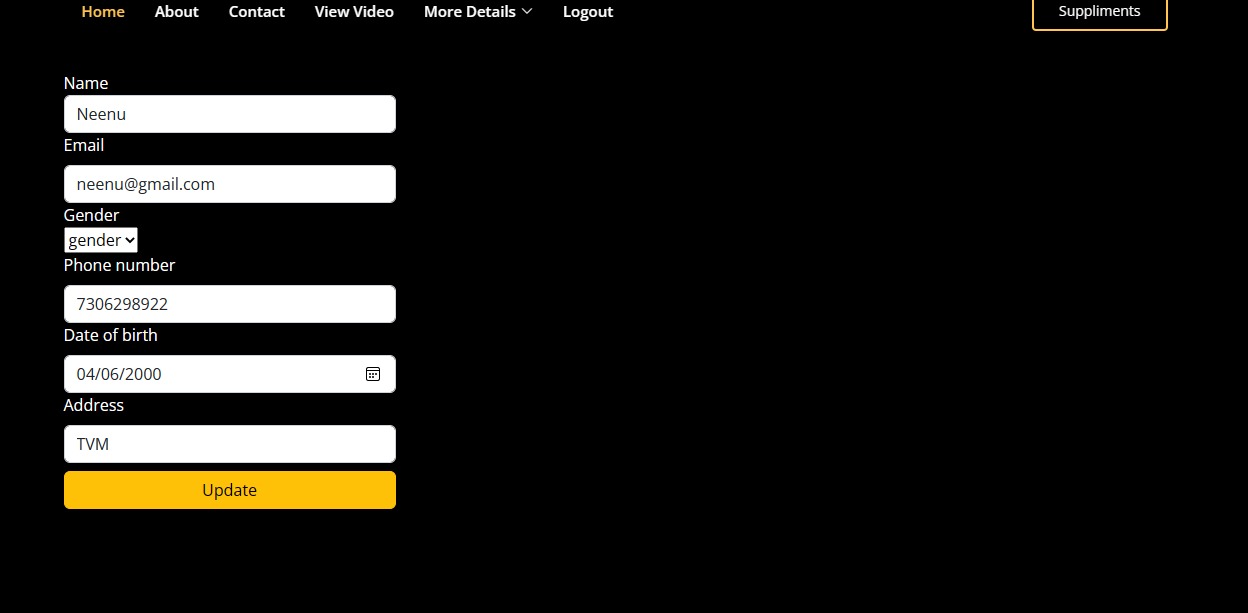 Home About Contact View Video More Details Logout Suppliments
Name
Neenu
Email
neenu@gmail.com
Gender
gender
Phone number
7306298922
Date of birth
04/06/2000
Address
TVM
Update